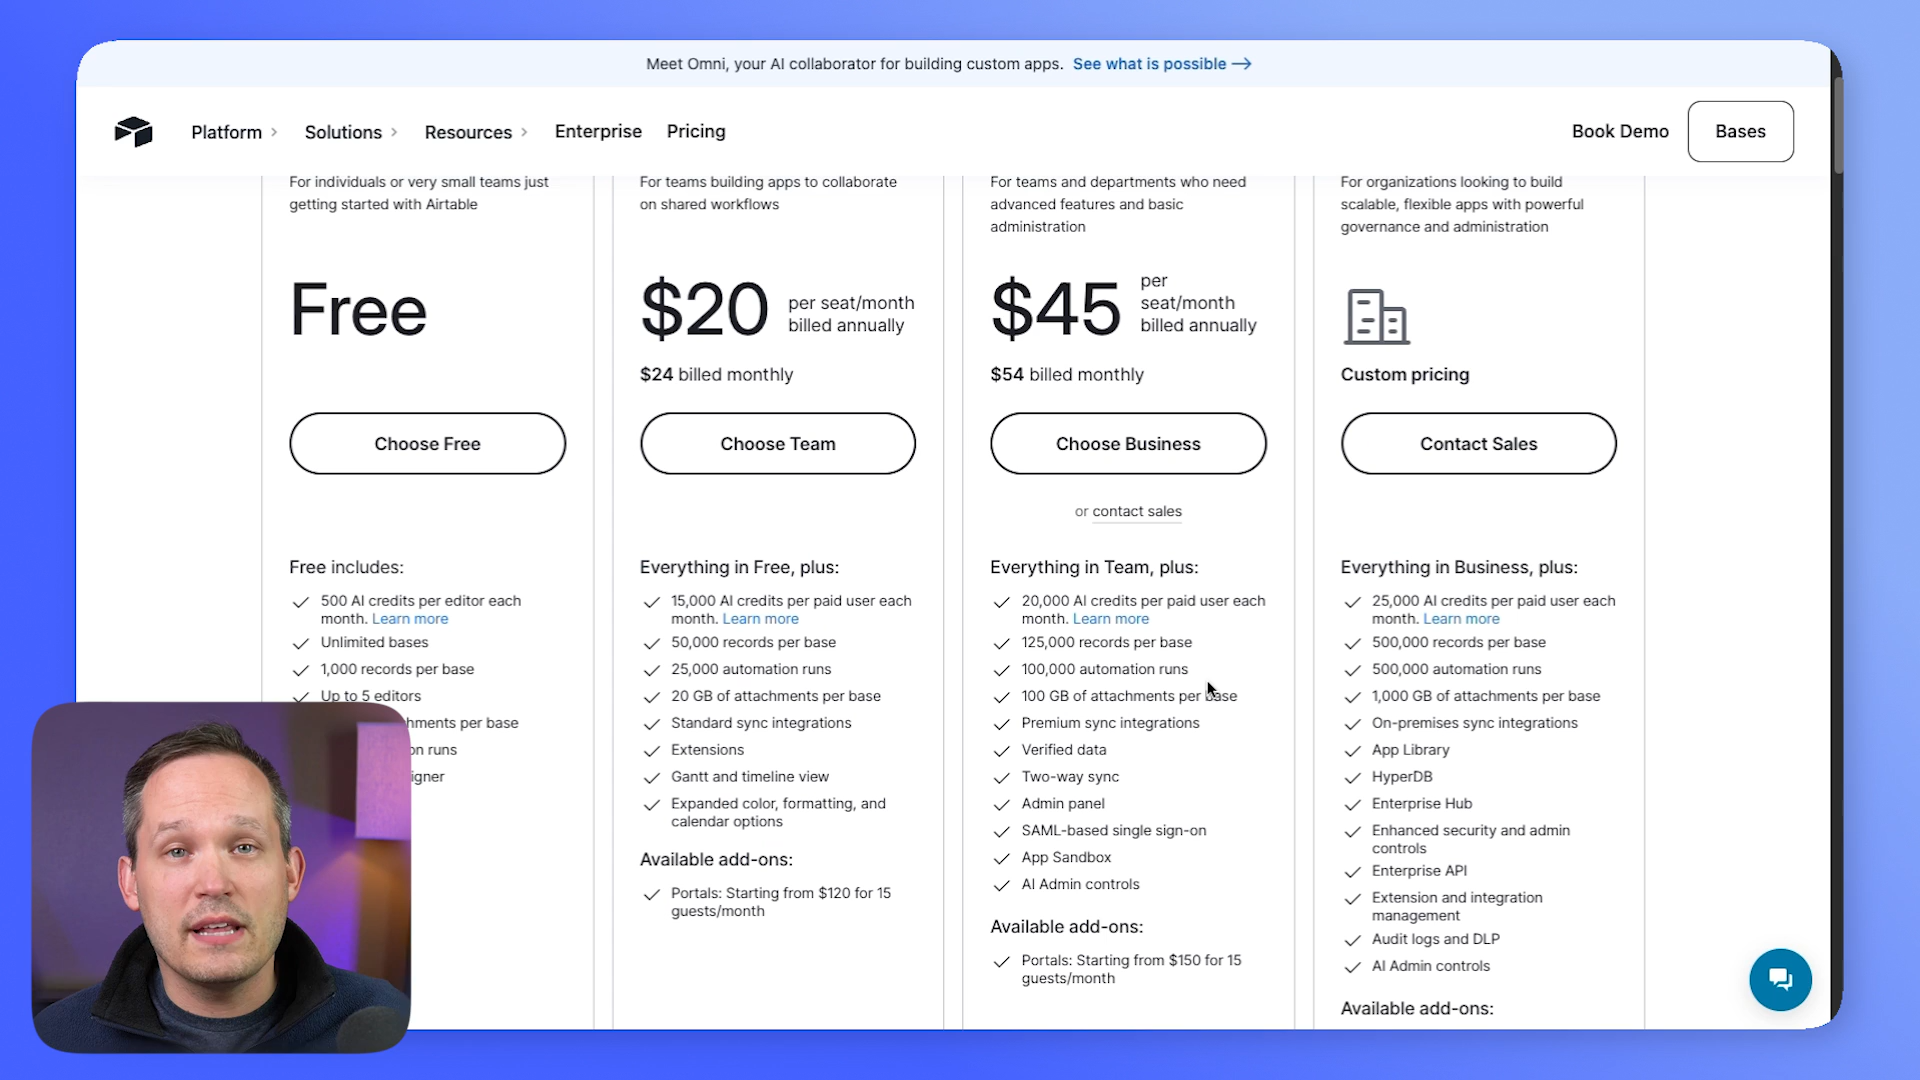 Meet Omni, your AI collaborator for building custom apps. See what is possible →
Platform
Solutions
Resources
Enterprise
Pricing
Book Demo
Bases
For individuals or very small teams just
getting started with Airtable
Free
Choose Free
Free includes:
500 AI credits per editor each
month. Learn more
Unlimited bases
1,000 records per base
Up to 5 editors
hments per base
on runs
igner
For teams building apps to collaborate
on shared workflows
$20
per seat/month
billed annually
$24 billed monthly
Choose Team
Everything in Free, plus:
15,000 AI credits per paid user each
month. Learn more
50,000 records per base
25,000 automation runs
20 GB of attachments per base
Standard sync integrations
Extensions
Gantt and timeline view
Expanded color, formatting, and
calendar options
Available add-ons:
Portals: Starting from $120 for 15
guests/month
For teams and departments who need
advanced features and basic
administration
$45
per
seat/month
billed annually
$54 billed monthly
Choose Business
or contact sales
Everything in Team, plus:
20,000 AI credits per paid user each
month. Learn more
125,000 records per base
100,000 automation runs
100 GB of attachments per base
Premium sync integrations
Verified data
Two-way sync
Admin panel
SAML-based single sign-on
App Sandbox
AI Admin controls
Available add-ons:
Portals: Starting from $150 for 15
guests/month
For organizations looking to build
scalable, flexible apps with powerful
governance and administration
Custom pricing
Contact Sales
Everything in Business, plus:
25,000 AI credits per paid user each
month. Learn more
500,000 records per base
500,000 automation runs
1,000 GB of attachments per base
On-premises sync integrations
App Library
HyperDB
Enterprise Hub
Enhanced security and admin
controls
Enterprise API
Extension and integration
management
Audit logs and DLP
AI Admin controls
Available add-ons: